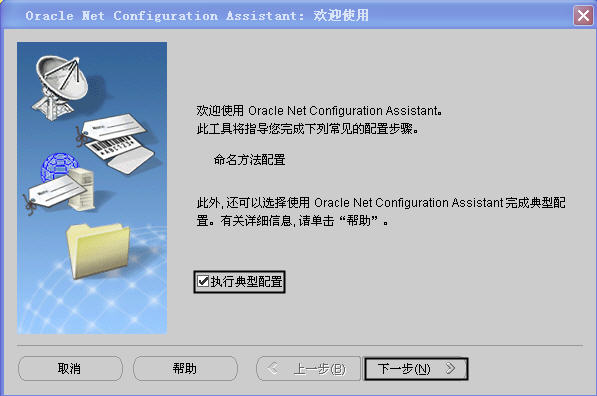 Oracle Net Configuration Assistant: 欢迎使用
欢迎使用 Oracle Net Configuration Assistant。
此工具将指导您完成下列常见的配置步骤。
命名方法配置
此外, 还可以选择使用 Oracle Net Configuration Assistant 完成典型配
置。有关详细信息, 请单击“帮助”。
执行典型配置
取消 帮助 上一步(B) 下一步(N)